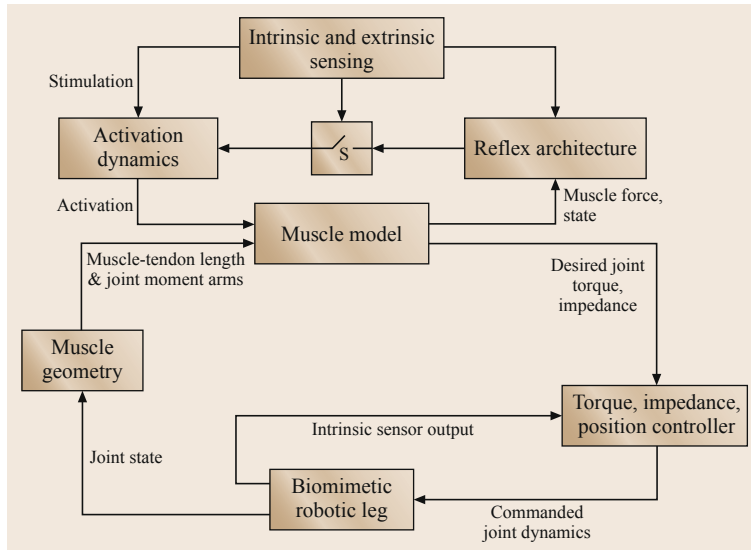 Intrinsic and extrinsic
sensing
Stimulation
Activation
dynamics
S
Reflex architecture
Activation
Muscle force,
state
Muscle model
Muscle-tendon length
& joint moment arms
Desired joint
torque,
impedance
Muscle
geometry
Torque, impedance,
position controller
Intrinsic sensor output
Joint state
Biomimetic
robotic leg
Commanded
joint dynamics